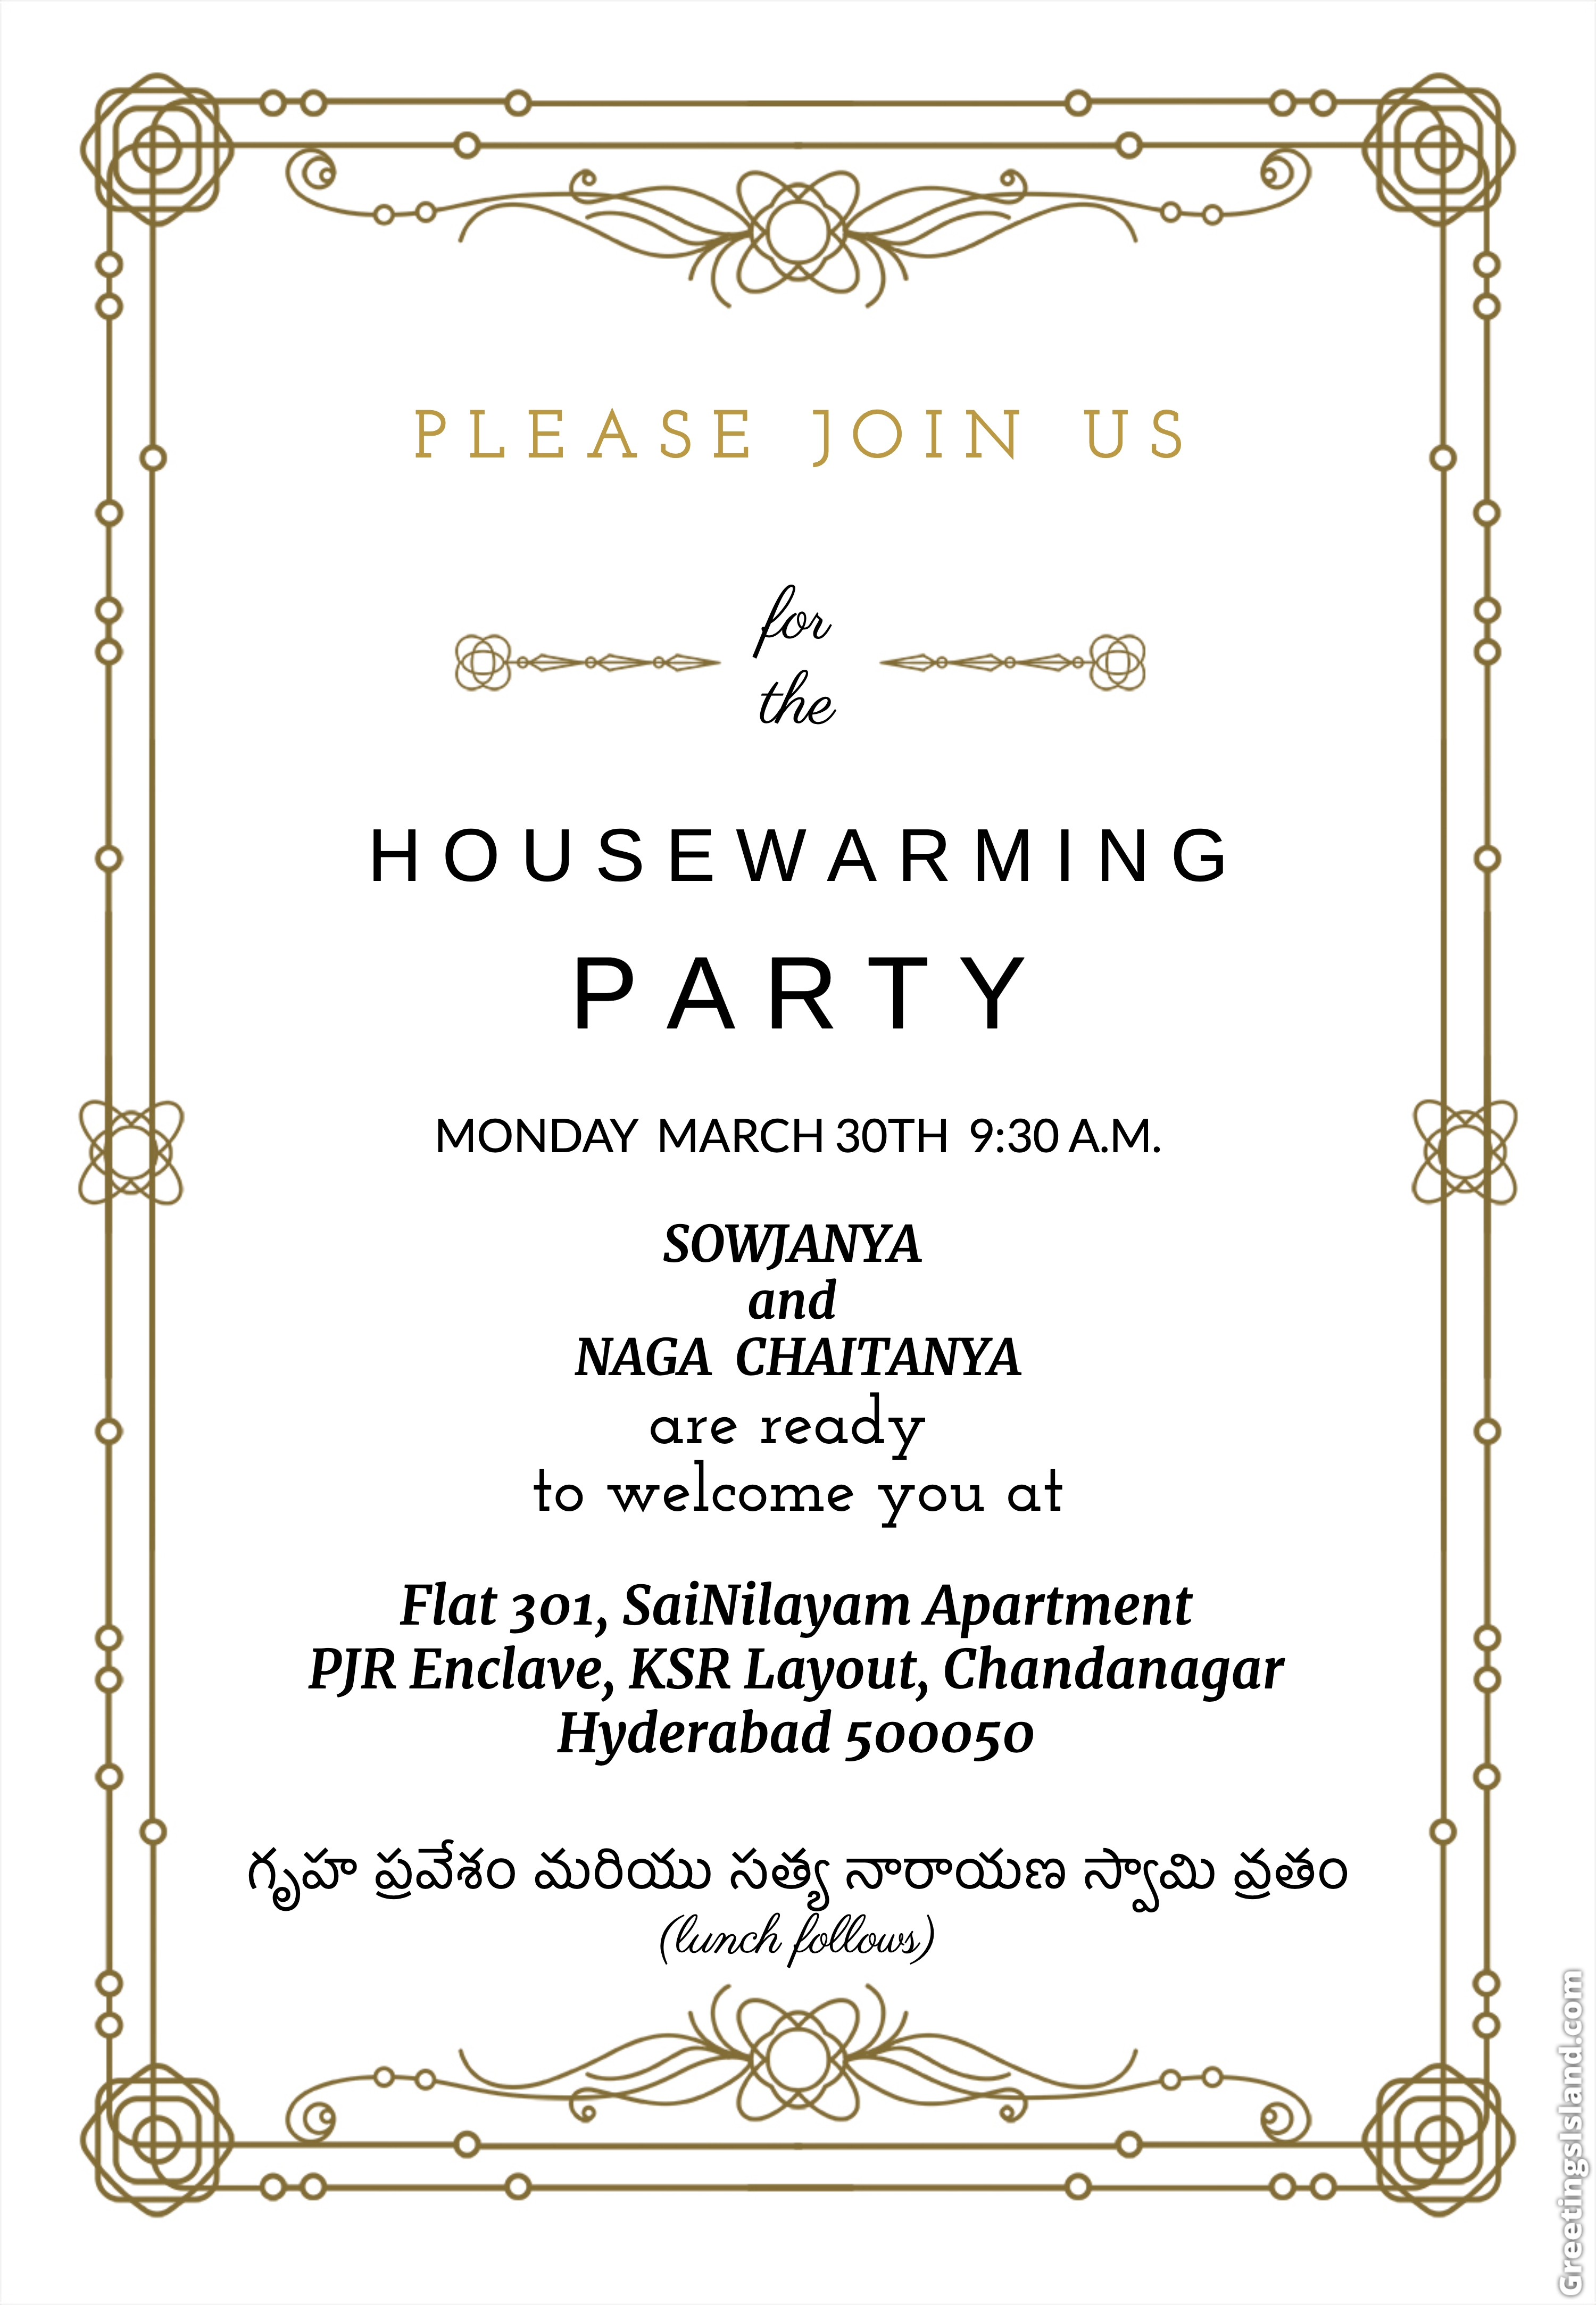 PLEASE JOIN US
for
the
HOUSEWARMING
PARTY
MONDAY MARCH 30TH 9:30 A.M.
SOWJANYA
and
NAGA CHAITANYA
are ready
to welcome you at
Flat 301, SaiNilayam Apartment
PJR Enclave, KSR Layout, Chandanagar
Hyderabad 500050
గృహ ప్రవేశం మరియు సత్య నారాయణ స్వామి వ్రతం
(lunch follows)
GreetingsIsland.com